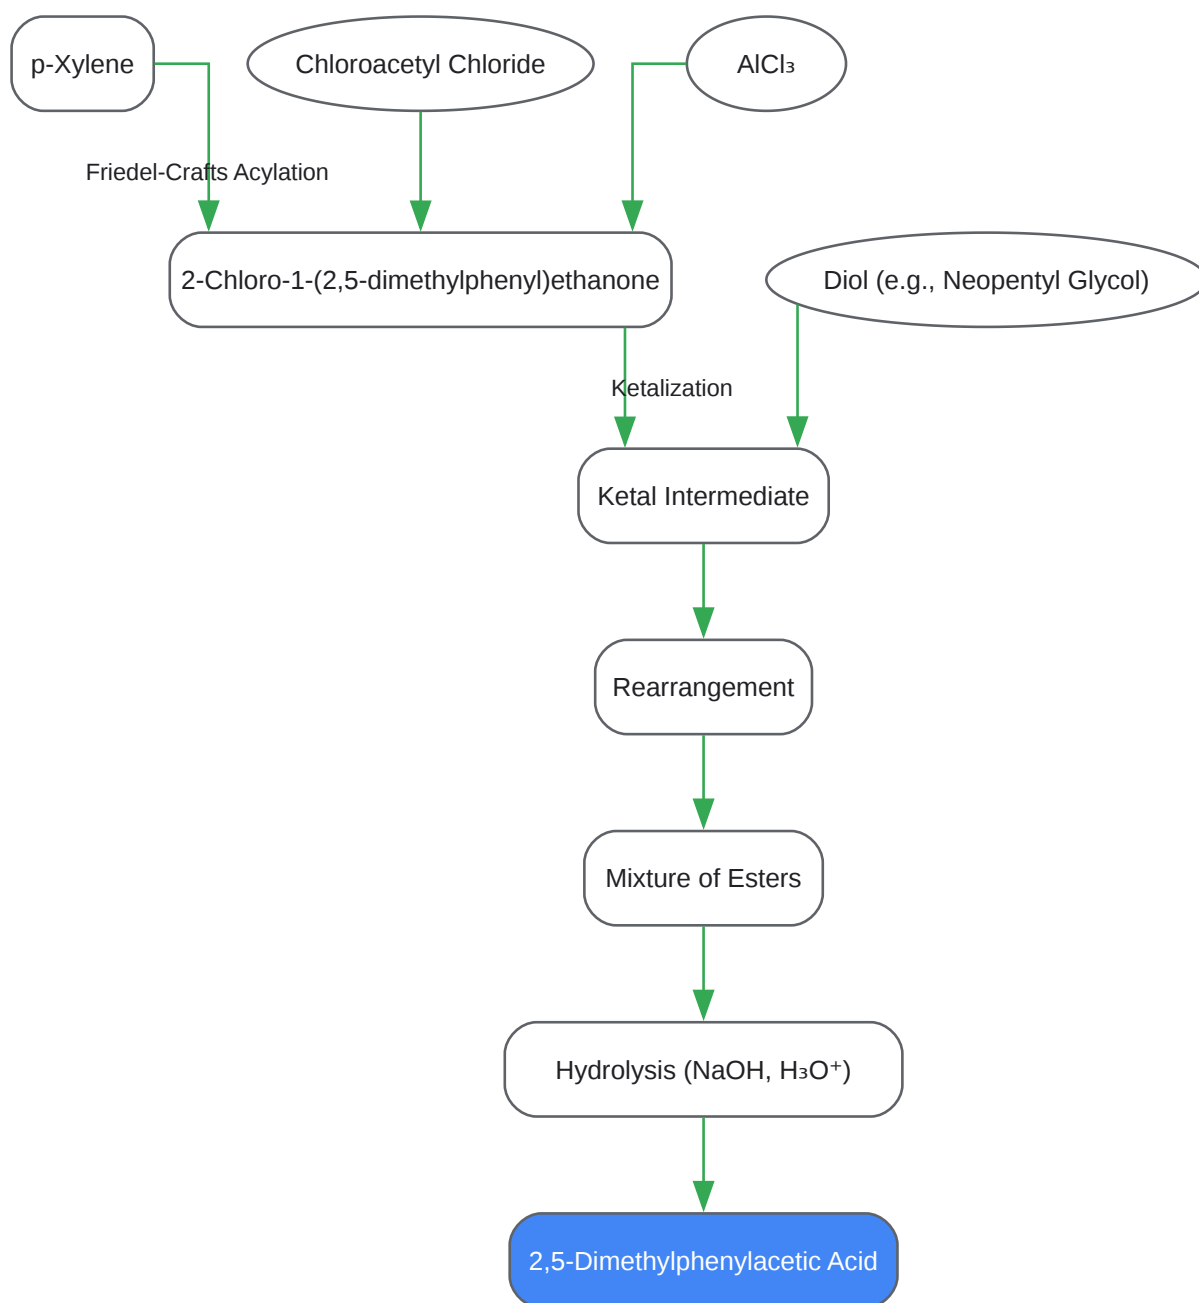 p-Xylene
Chloroacetyl Chloride
AlCl₃
Friedel-Crafts Acylation
2-Chloro-1-(2,5-dimethylphenyl)ethanone
Diol (e.g., Neopentyl Glycol)
Ketalization
Ketal Intermediate
Rearrangement
Mixture of Esters
Hydrolysis (NaOH, H₃O⁺)
2,5-Dimethylphenylacetic Acid